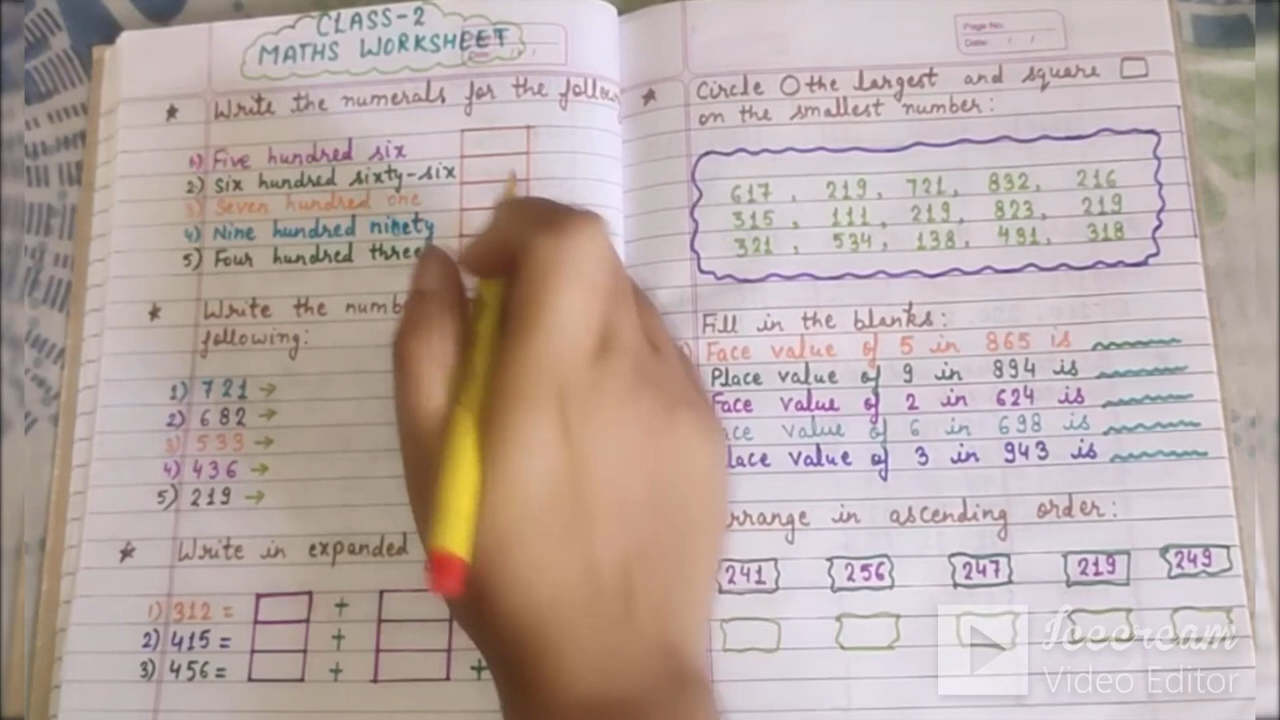 CLASS-2
MATHS WORKSHEET
Date: / /
* Write the numerals for the
1) Five hundred six
2) Six hundred sixty-six
3) Seven hundred one
4) Nine hundred ninety
5) Four hundred three
* Write the
following:
1) 721 →
2) 682 →
3) 533 →
4) 436 →
5) 219 →
* Write in expanded
1) 312 = +
2) 415 = +
3) 456 = + +
Page No.
Date: / /
* Circle O the largest and square □
on the smallest number:
617, 219, 721, 832, 216
315, 111, 219, 823, 219
321, 534, 138, 491, 318
Fill in the blanks:
Face value of 5 in 865 is
Place value of 9 in 894 is
Face value of 2 in 624 is
value of 6 in 698 is
value of 3 in 943 is
in ascending order:
241 256 247 219 249
Icecream
Video Editor